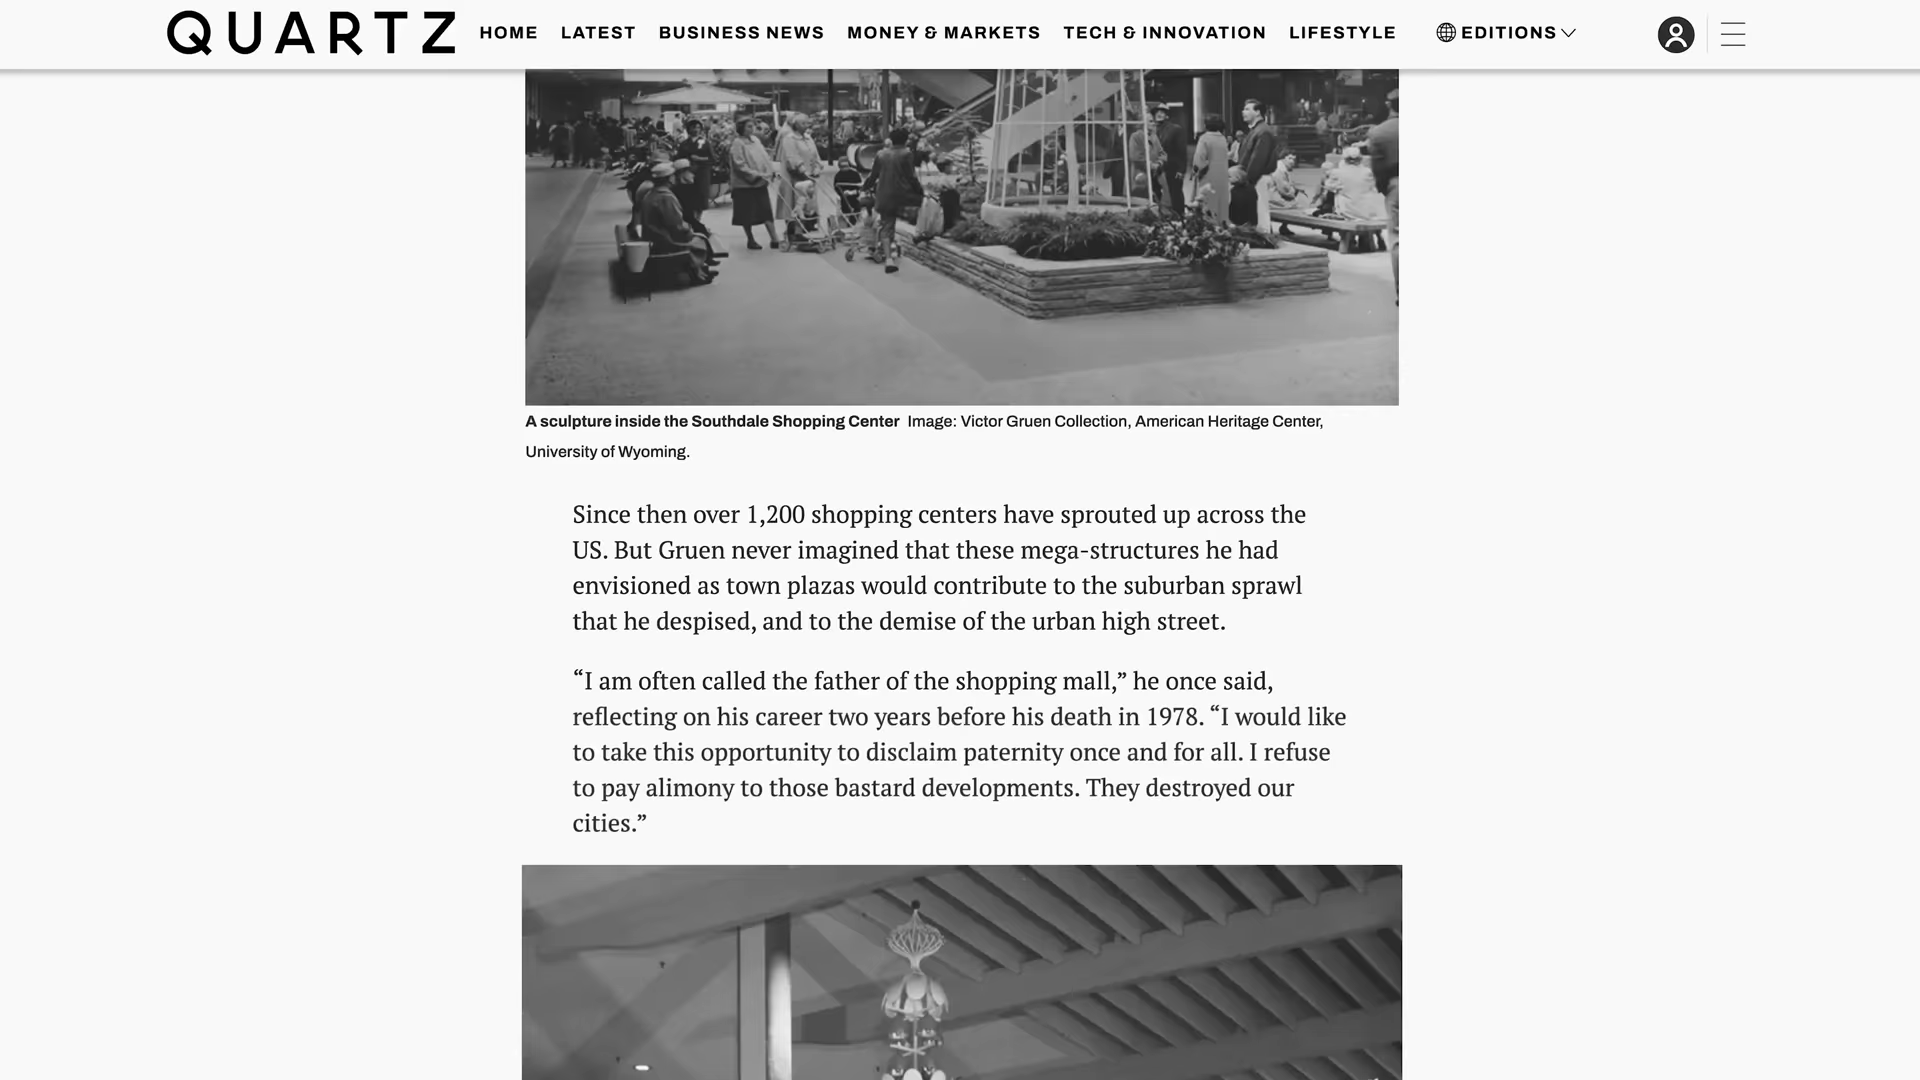 QUARTZ HOME LATEST BUSINESS NEWS MONEY & MARKETS TECH & INNOVATION LIFESTYLE EDITIONS
A sculpture inside the Southdale Shopping Center Image: Victor Gruen Collection, American Heritage Center,
University of Wyoming.
Since then over 1,200 shopping centers have sprouted up across the
US. But Gruen never imagined that these mega-structures he had
envisioned as town plazas would contribute to the suburban sprawl
that he despised, and to the demise of the urban high street.
“I am often called the father of the shopping mall,” he once said,
reflecting on his career two years before his death in 1978. “I would like
to take this opportunity to disclaim paternity once and for all. I refuse
to pay alimony to those bastard developments. They destroyed our
cities.”